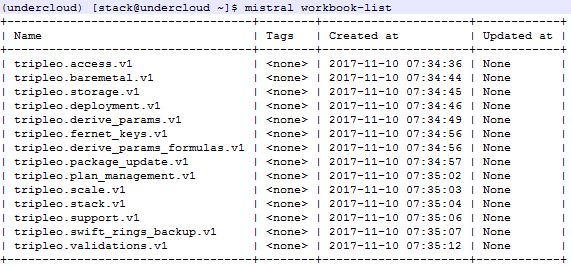 (undercloud) [stack@undercloud ~]$ mistral workbook-list
+--------------------------------+--------+---------------------+------------+
| Name                           | Tags   | Created at          | Updated at |
+--------------------------------+--------+---------------------+------------+
| tripleo.access.v1              | <none> | 2017-11-10 07:34:36 | None       |
| tripleo.baremetal.v1           | <none> | 2017-11-10 07:34:44 | None       |
| tripleo.storage.v1             | <none> | 2017-11-10 07:34:45 | None       |
| tripleo.deployment.v1          | <none> | 2017-11-10 07:34:46 | None       |
| tripleo.derive_params.v1       | <none> | 2017-11-10 07:34:49 | None       |
| tripleo.fernet_keys.v1         | <none> | 2017-11-10 07:34:56 | None       |
| tripleo.derive_params_formulas.v1 | <none> | 2017-11-10 07:34:56 | None       |
| tripleo.package_update.v1      | <none> | 2017-11-10 07:34:57 | None       |
| tripleo.plan_management.v1     | <none> | 2017-11-10 07:35:02 | None       |
| tripleo.scale.v1               | <none> | 2017-11-10 07:35:03 | None       |
| tripleo.stack.v1               | <none> | 2017-11-10 07:35:04 | None       |
| tripleo.support.v1             | <none> | 2017-11-10 07:35:06 | None       |
| tripleo.swift_rings_backup.v1  | <none> | 2017-11-10 07:35:07 | None       |
| tripleo.validations.v1         | <none> | 2017-11-10 07:35:12 | None       |
+--------------------------------+--------+---------------------+------------+